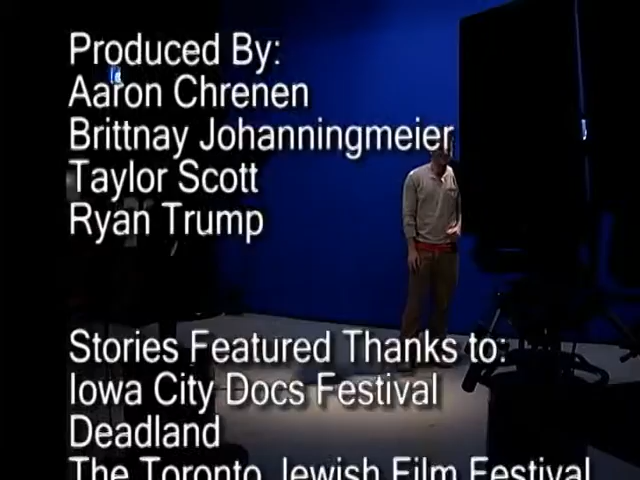 Produced By:
Aaron Chrenen
Brittnay Johanningmeier
Taylor Scott
Ryan Trump
Stories Featured Thanks to:
Iowa City Docs Festival
Deadland
The Toronto Jewish Film Festival